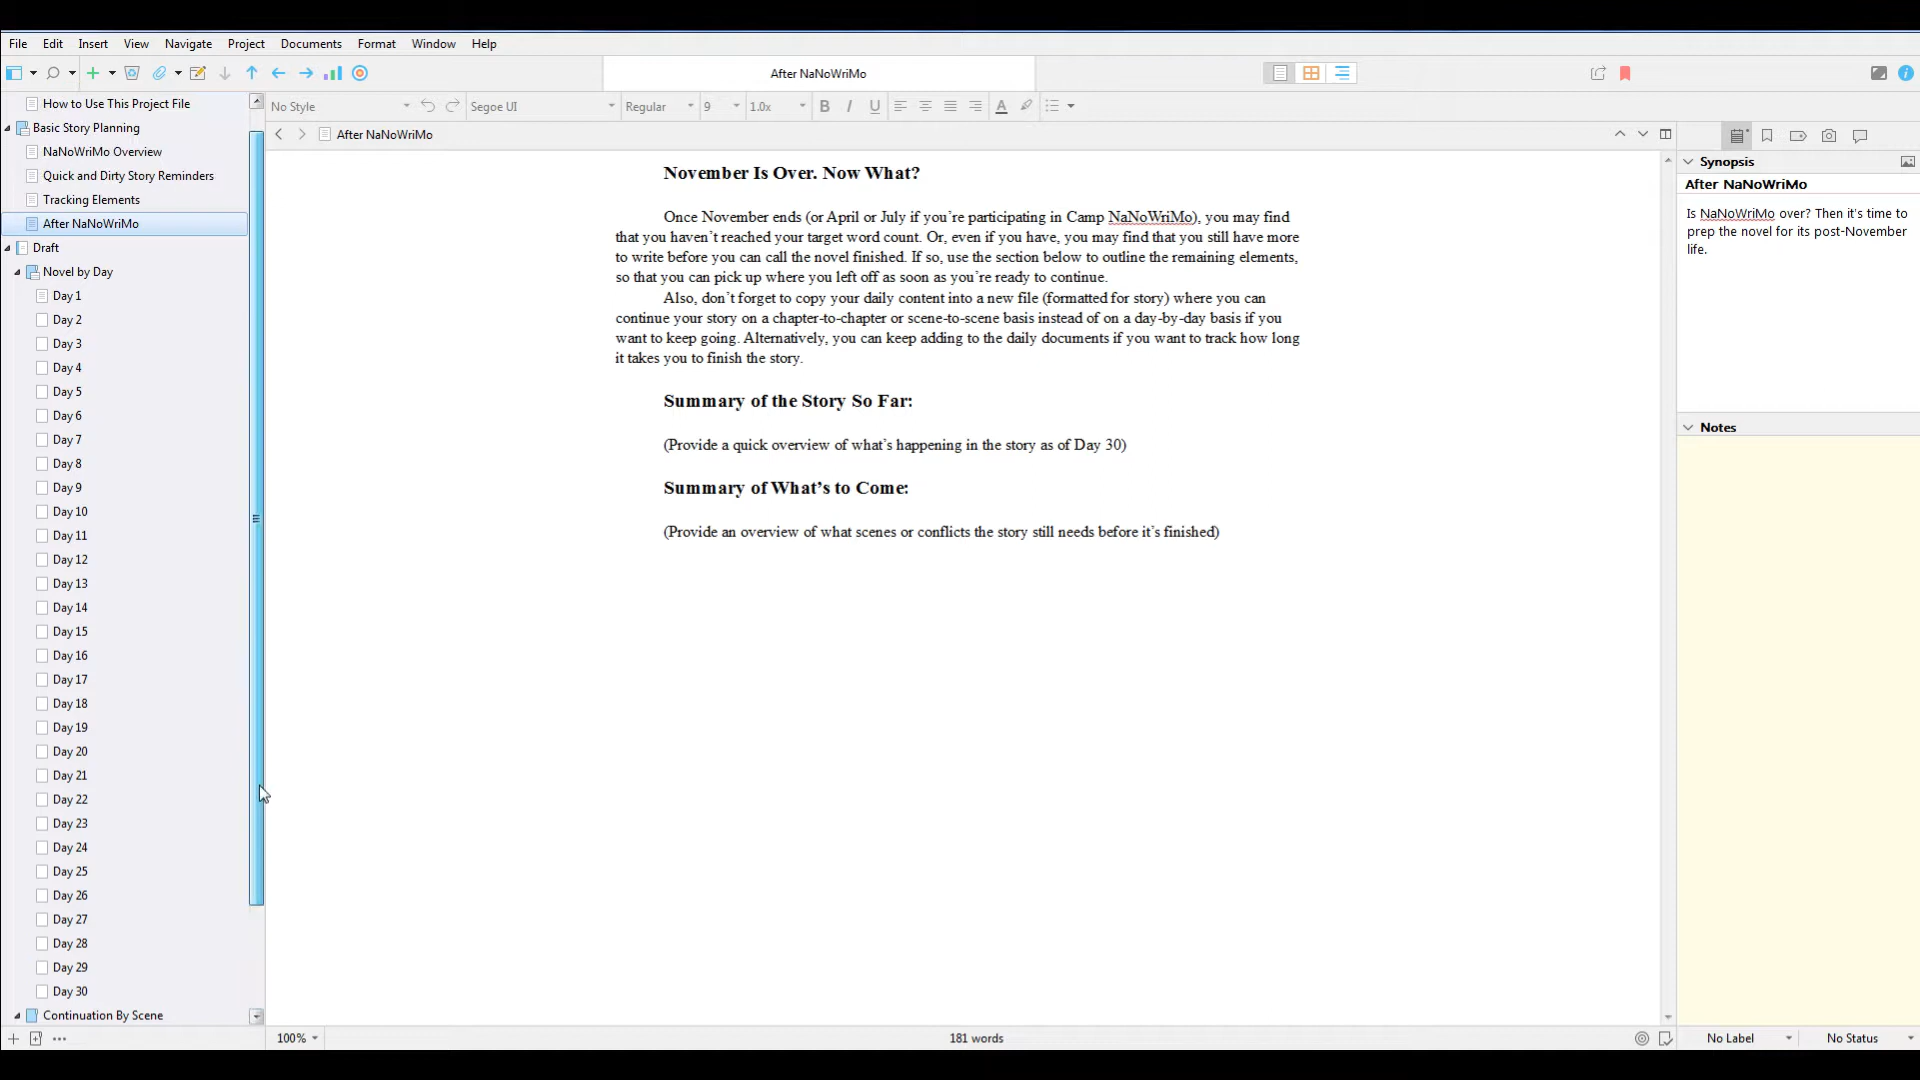 File Edit Insert View Navigate Project Documents Format Window Help
After NaNoWriMo
No Style Segoe UI Regular 9 1.0x B I U A
After NaNoWriMo
How to Use This Project File
Basic Story Planning
NaNoWriMo Overview
Quick and Dirty Story Reminders
Tracking Elements
After NaNoWriMo
Draft
Novel by Day
Day 1
Day 2
Day 3
Day 4
Day 5
Day 6
Day 7
Day 8
Day 9
Day 10
Day 11
Day 12
Day 13
Day 14
Day 15
Day 16
Day 17
Day 18
Day 19
Day 20
Day 21
Day 22
Day 23
Day 24
Day 25
Day 26
Day 27
Day 28
Day 29
Day 30
Continuation By Scene
November Is Over. Now What?
Once November ends (or April or July if you're participating in Camp NaNoWriMo), you may find
that you haven't reached your target word count. Or, even if you have, you may find that you still have more
to write before you can call the novel finished. If so, use the section below to outline the remaining elements,
so that you can pick up where you left off as soon as you're ready to continue.
Also, don't forget to copy your daily content into a new file (formatted for story) where you can
continue your story on a chapter-to-chapter or scene-to-scene basis instead of on a day-by-day basis if you
want to keep going. Alternatively, you can keep adding to the daily documents if you want to track how long
it takes you to finish the story.
Summary of the Story So Far:
(Provide a quick overview of what's happening in the story as of Day 30)
Summary of What's to Come:
(Provide an overview of what scenes or conflicts the story still needs before it's finished)
Synopsis
After NaNoWriMo
Is NaNoWriMo over? Then it's time to
prep the novel for its post-November
life.
Notes
100%
181 words
No Label
No Status